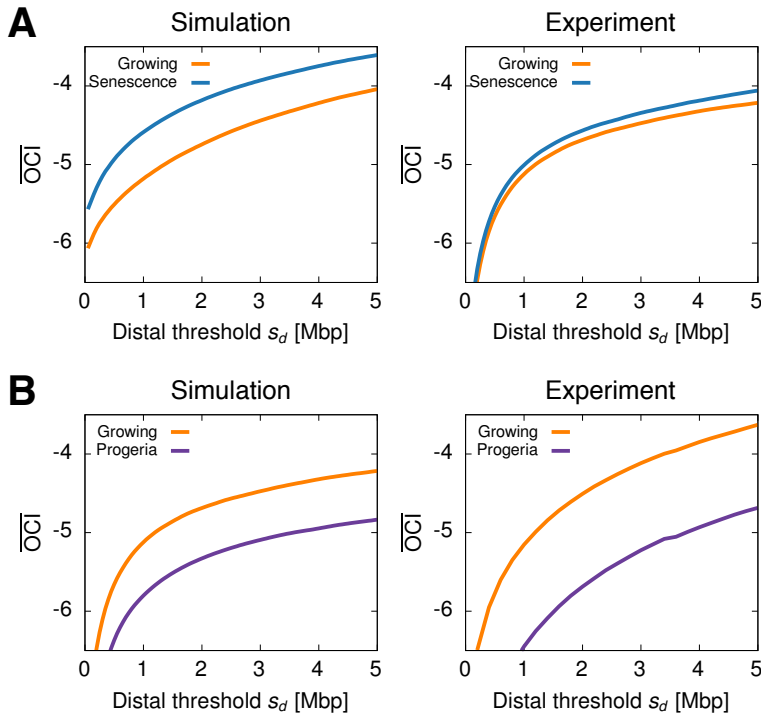 A
Simulation
Growing
Senescence
-4
-5
-6
OCI
0 1 2 3 4 5
Distal threshold s_d [Mbp]
Experiment
Growing
Senescence
-4
-5
-6
OCI
0 1 2 3 4 5
Distal threshold s_d [Mbp]
B
Simulation
Growing
Progeria
-4
-5
-6
OCI
0 1 2 3 4 5
Distal threshold s_d [Mbp]
Experiment
Growing
Progeria
-4
-5
-6
OCI
0 1 2 3 4 5
Distal threshold s_d [Mbp]